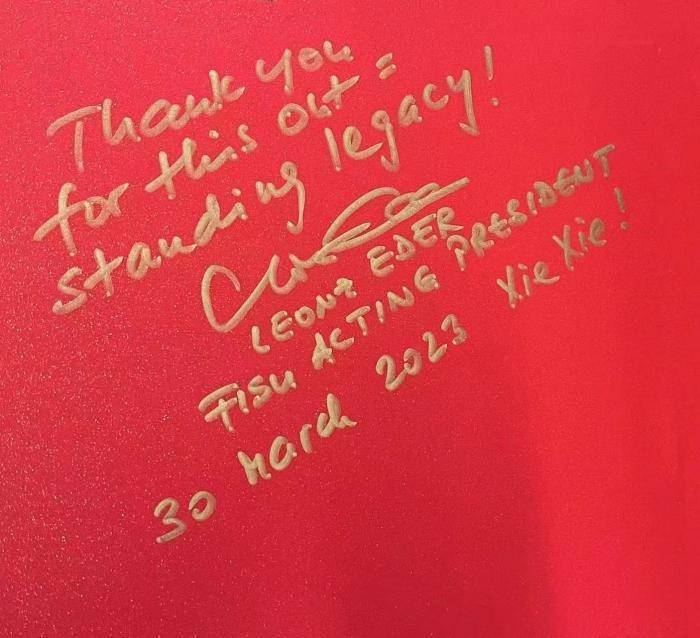 Thank you
for this out=
standing legacy!
LEONZ EDER
FISU ACTING PRESIDENT
30 March 2023 Xie Xie!